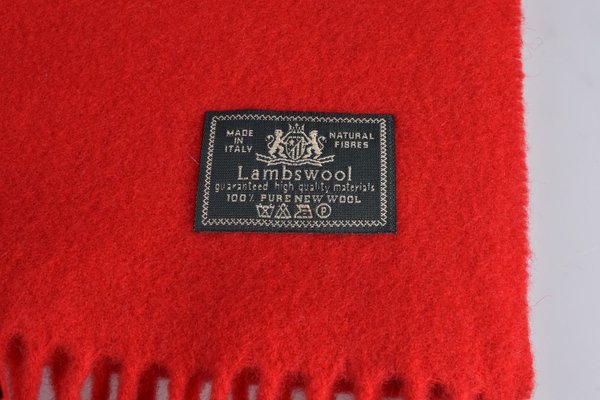 MADE IN ITALY
NATURAL FIBRES
Lambswool
guaranteed high quality materials
100% PURE NEW WOOL
P